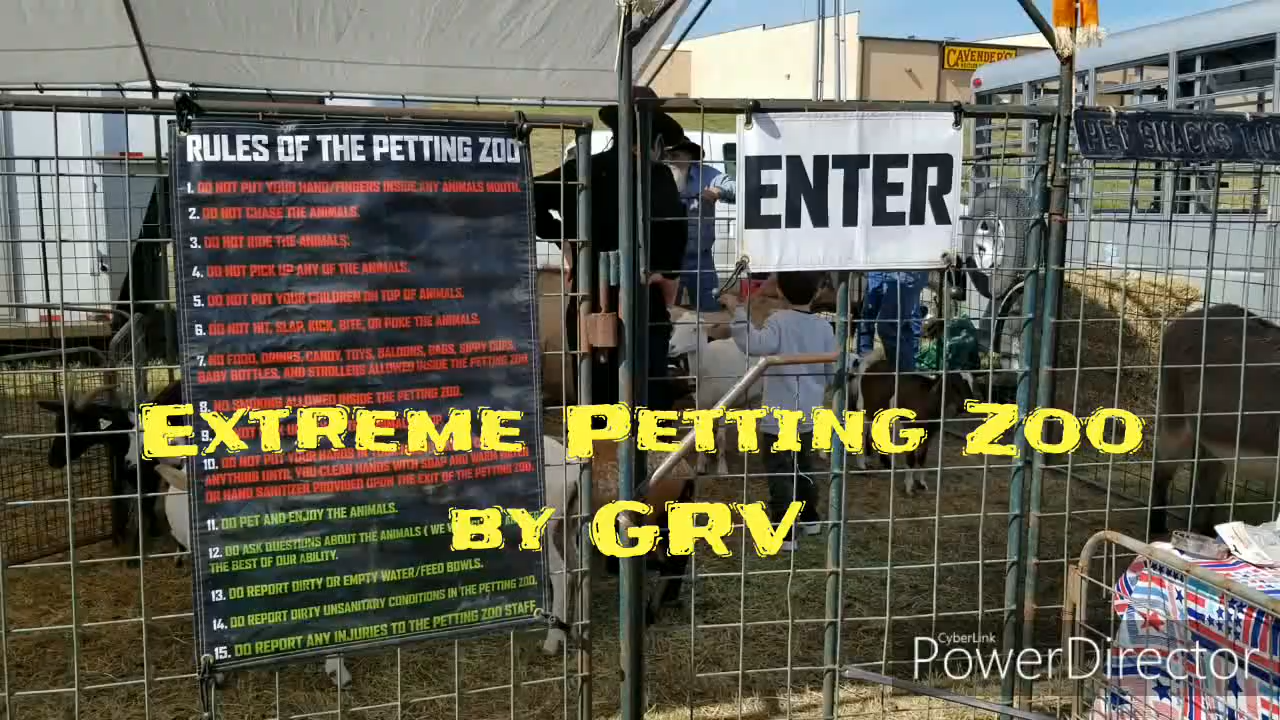 CAVENDER'S
RULES OF THE PETTING ZOO
ENTER
PET SNACKS
1. DO NOT PUT YOUR HAND/FINGERS INSIDE ANY ANIMALS MOUTH.
2. DO NOT CHASE THE ANIMALS.
3. DO NOT RIDE THE ANIMALS.
4. DO NOT PICK UP ANY OF THE ANIMALS.
5. DO NOT PUT YOUR CHILDREN ON TOP OF ANIMALS.
6. DO NOT HIT, SLAP, KICK, BITE, OR POKE THE ANIMALS.
7. NO FOOD, DRINKS, CANDY, TOYS, BALOONS, BAGS, SIPPY CUPS,
BABY BOTTLES, AND STROLLERS ALLOWED INSIDE THE PETTING ZOO.
8. NO SMOKING ALLOWED INSIDE THE PETTING ZOO.
9.
Extreme Petting Zoo
10. DO NOT PUT YOUR HANDS IN
ANYTHING UNTIL YOU CLEAN HANDS WITH SOAP AND WARM WATER
OR HAND SANITIZER PROVIDED UPON THE EXIT OF THE PETTING ZOO.
11. DO PET AND ENJOY THE ANIMALS.
by GRV
12. DO ASK QUESTIONS ABOUT THE ANIMALS ( WE
THE BEST OF OUR ABILITY.
13. DO REPORT DIRTY OR EMPTY WATER/FEED BOWLS.
14. DO REPORT DIRTY UNSANITARY CONDITIONS IN THE PETTING ZOO.
15. DO REPORT ANY INJURIES TO THE PETTING ZOO STAFF
CyberLink
PowerDirector